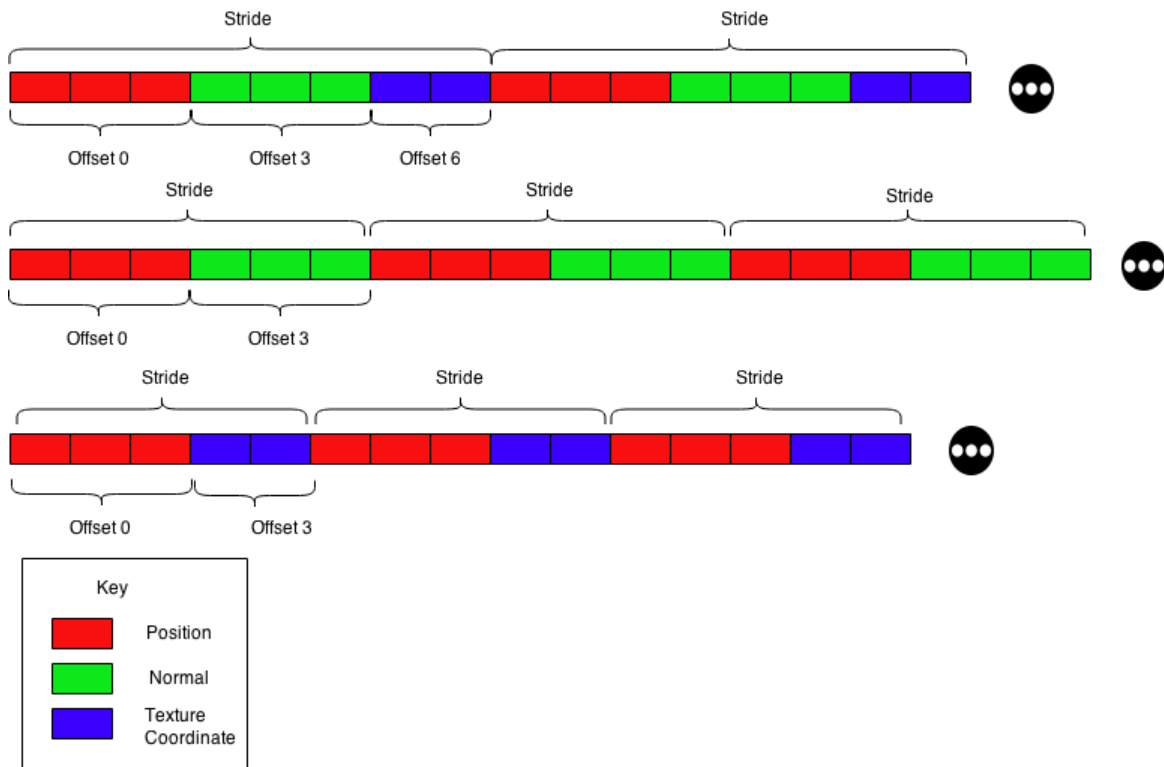 Stride Stride
Offset 0 Offset 3 Offset 6
Stride Stride Stride
Offset 0 Offset 3
Stride Stride Stride
Offset 0 Offset 3
Key
Position
Normal
Texture
Coordinate